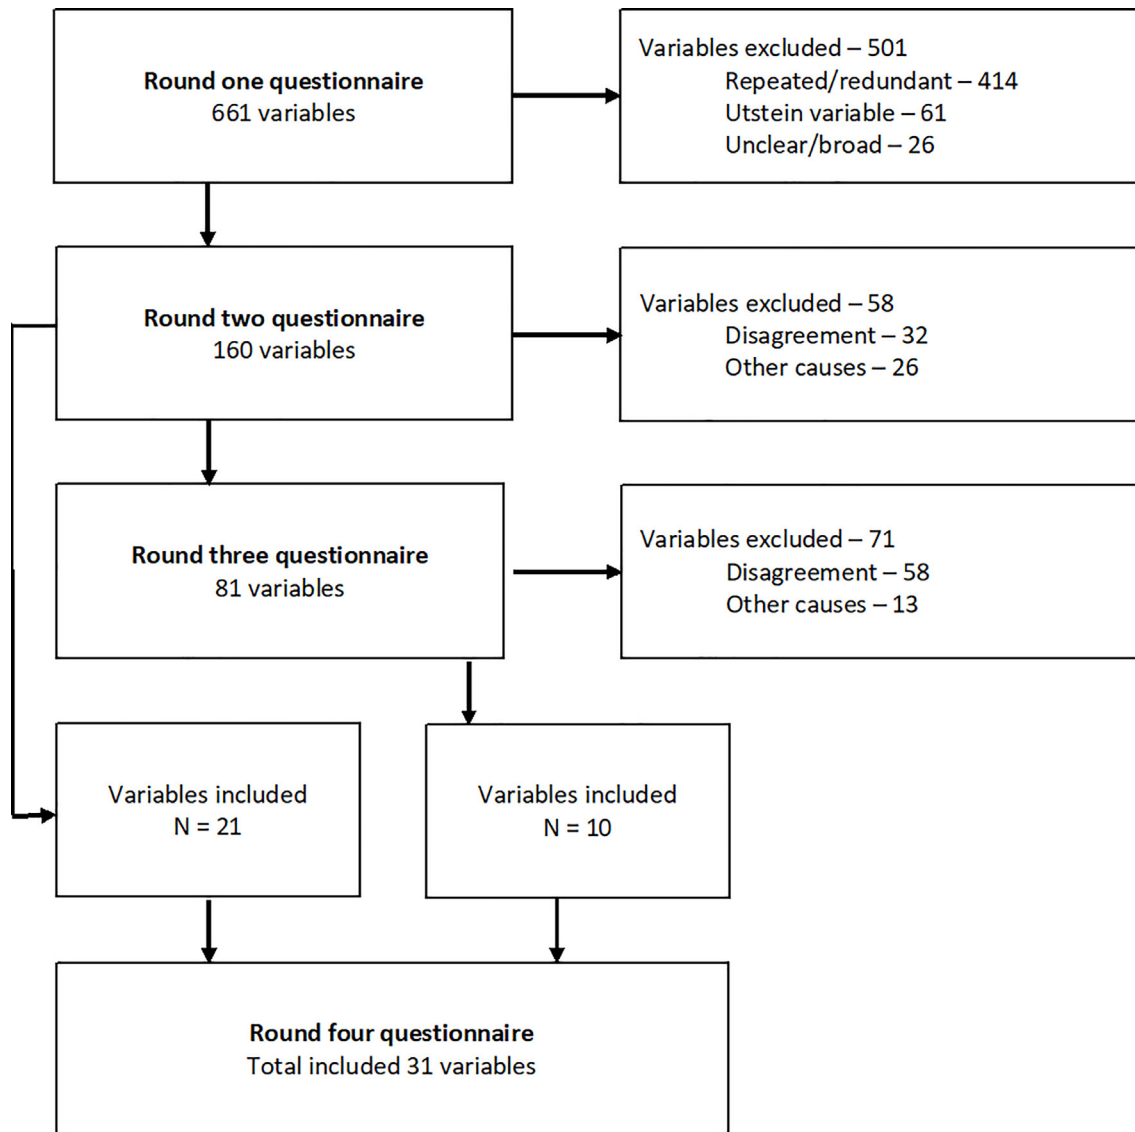 Round one questionnaire
661 variables
Variables excluded – 501
Repeated/redundant – 414
Utstein variable – 61
Unclear/broad – 26
Round two questionnaire
160 variables
Variables excluded – 58
Disagreement – 32
Other causes – 26
Round three questionnaire
81 variables
Variables excluded – 71
Disagreement – 58
Other causes – 13
Variables included
N = 21
Variables included
N = 10
Round four questionnaire
Total included 31 variables